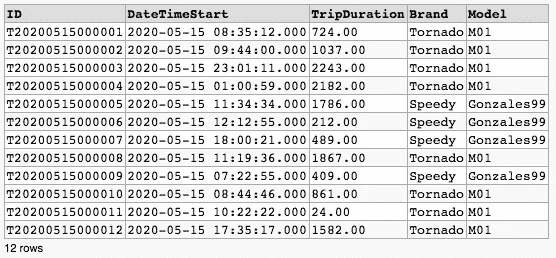 ID DateTimeStart TripDuration Brand Model
T20200515000001 2020-05-15 08:35:12.000 724.00 Tornado M01
T20200515000002 2020-05-15 09:44:00.000 1037.00 Tornado M01
T20200515000003 2020-05-15 23:01:11.000 2243.00 Tornado M01
T20200515000004 2020-05-15 01:00:59.000 2182.00 Tornado M01
T20200515000005 2020-05-15 11:34:34.000 1786.00 Speedy Gonzales99
T20200515000006 2020-05-15 12:12:55.000 212.00 Speedy Gonzales99
T20200515000007 2020-05-15 18:00:21.000 489.00 Speedy Gonzales99
T20200515000008 2020-05-15 11:19:36.000 1867.00 Tornado M01
T20200515000009 2020-05-15 07:22:55.000 409.00 Speedy Gonzales99
T20200515000010 2020-05-15 08:44:46.000 861.00 Tornado M01
T20200515000011 2020-05-15 10:22:22.000 24.00 Tornado M01
T20200515000012 2020-05-15 17:35:17.000 1582.00 Tornado M01
12 rows